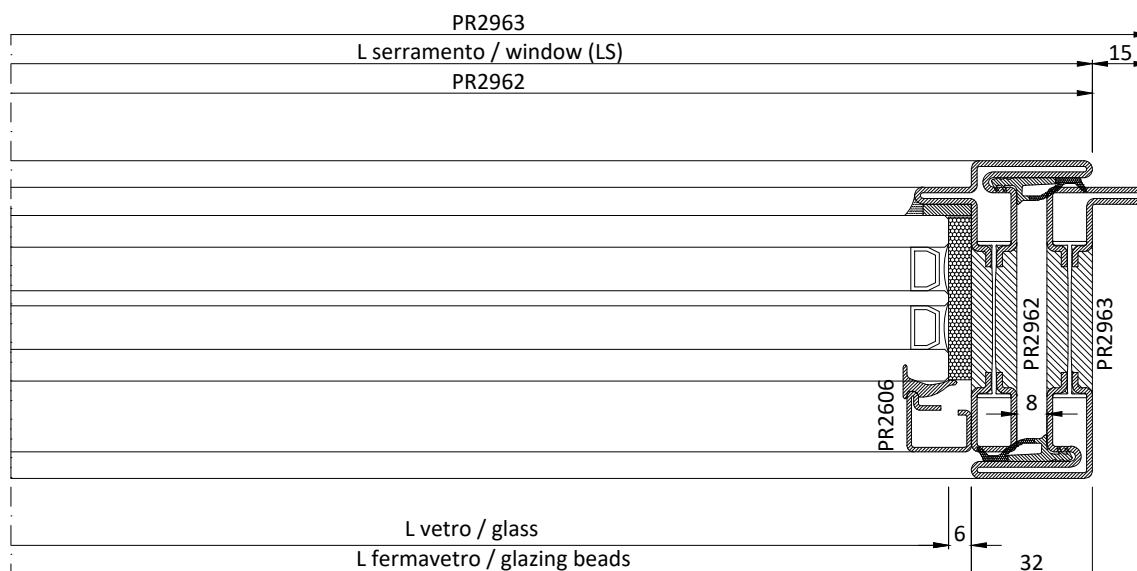 PR2963
L serramento / window (LS)
15
PR2962
PR2962
PR2963
8
PR2606
L vetro / glass
6
L fermavetro / glazing beads
32